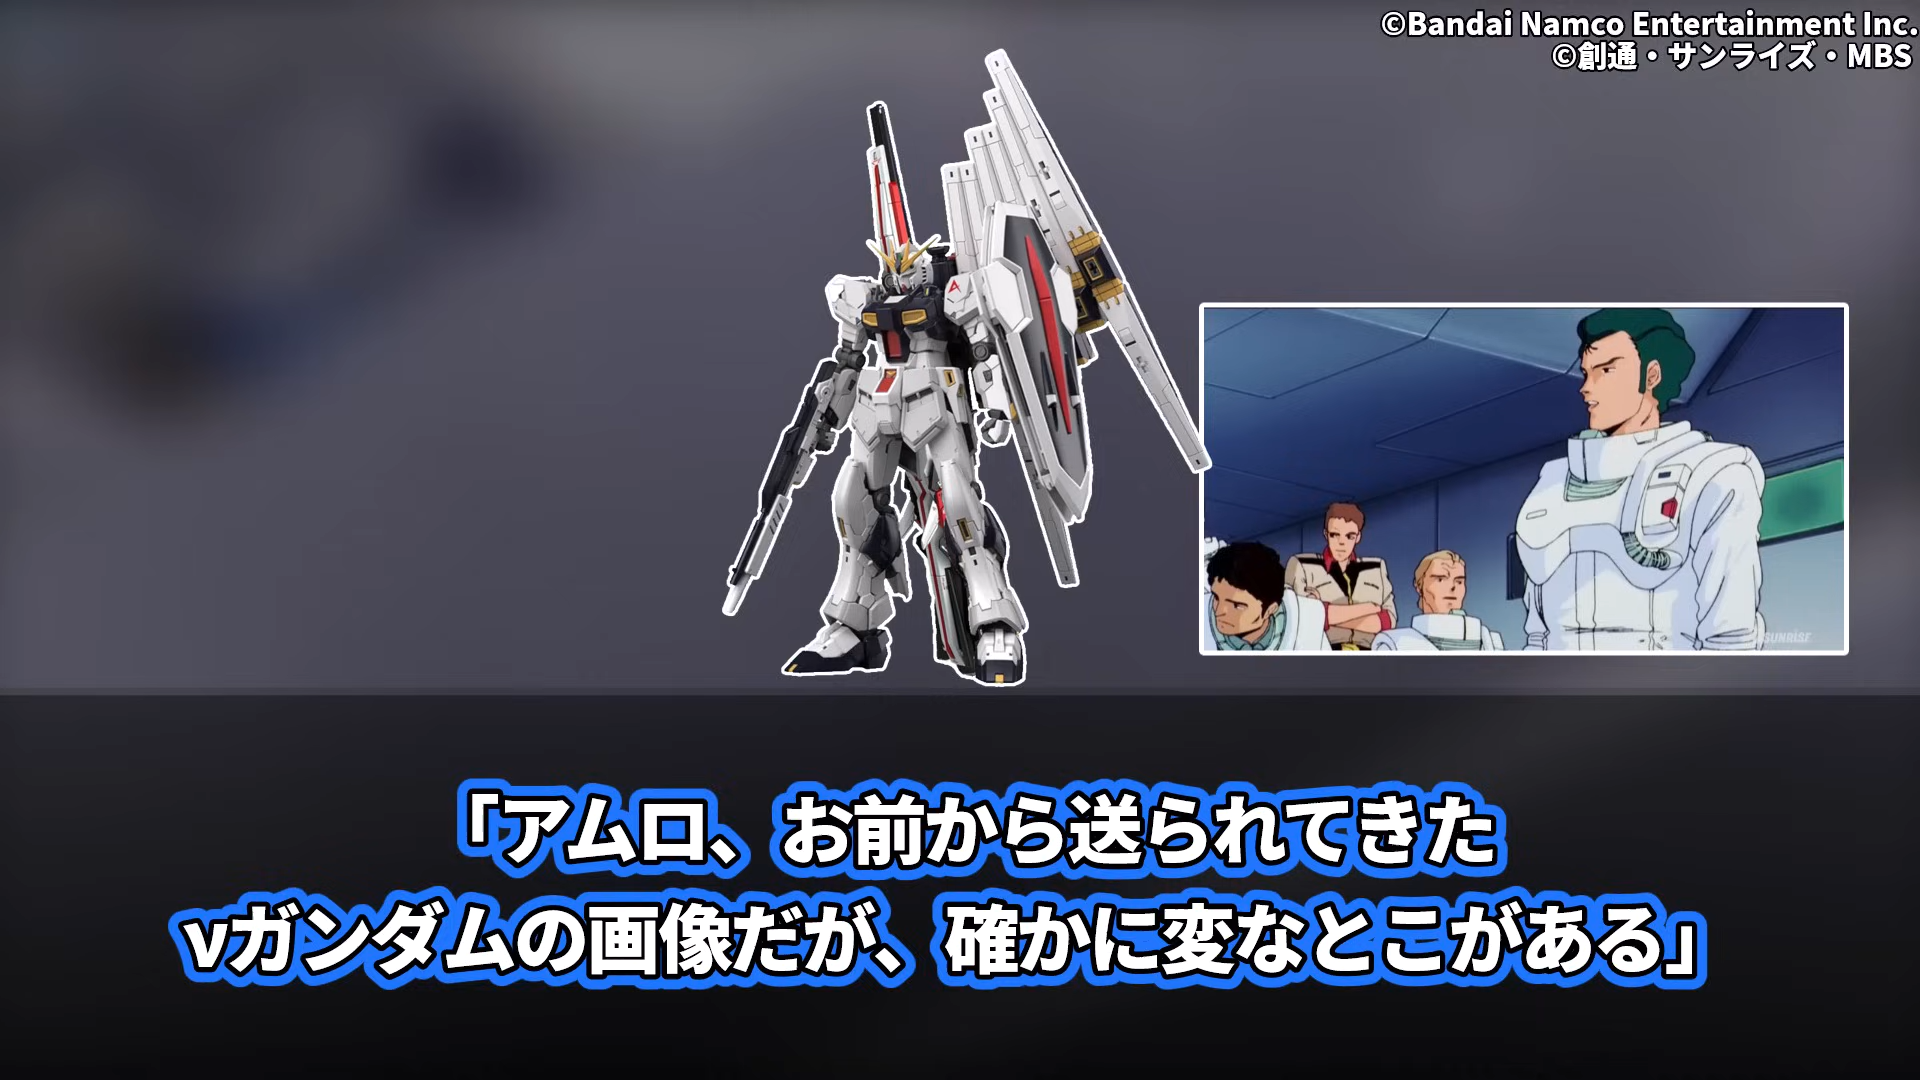 ©Bandai Namco Entertainment Inc.
©創通・サンライズ・MBS
A
SUNRISE
「アムロ、お前から送られてきた
νガンダムの画像だが、確かに変なとこがある」